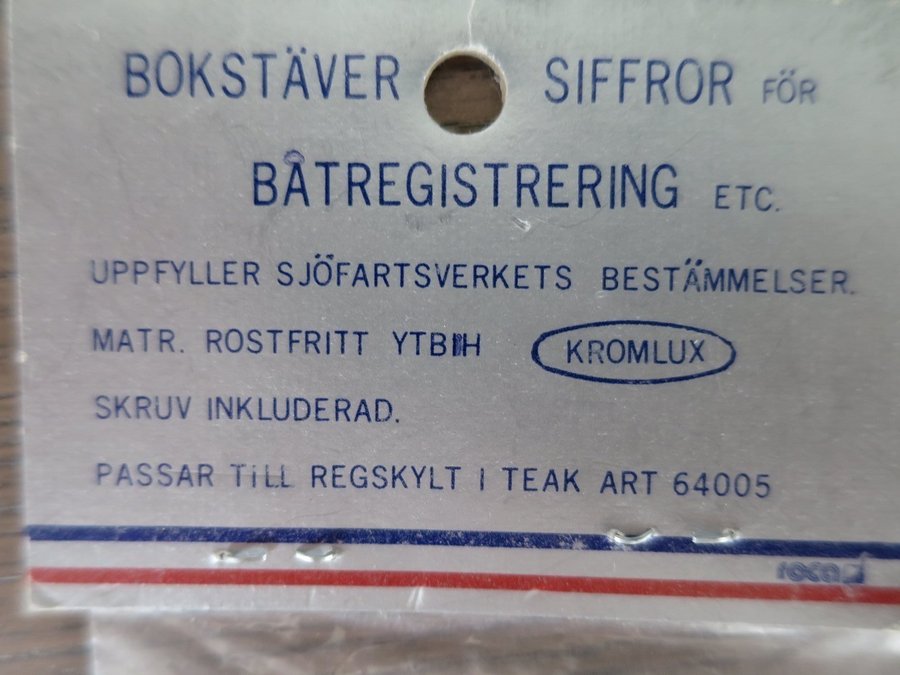 BOKSTÄVER SIFFROR FÖR
BÅTREGISTRERING ETC.
UPPFYLLER SJÖFARTSVERKETS BESTÄMMELSER.
MATR. ROSTFRITT KROMLUX
SKRUV INKLUDERAD.
PASSAR TiLL REGSKYLT I TEAK ART 64005
roca